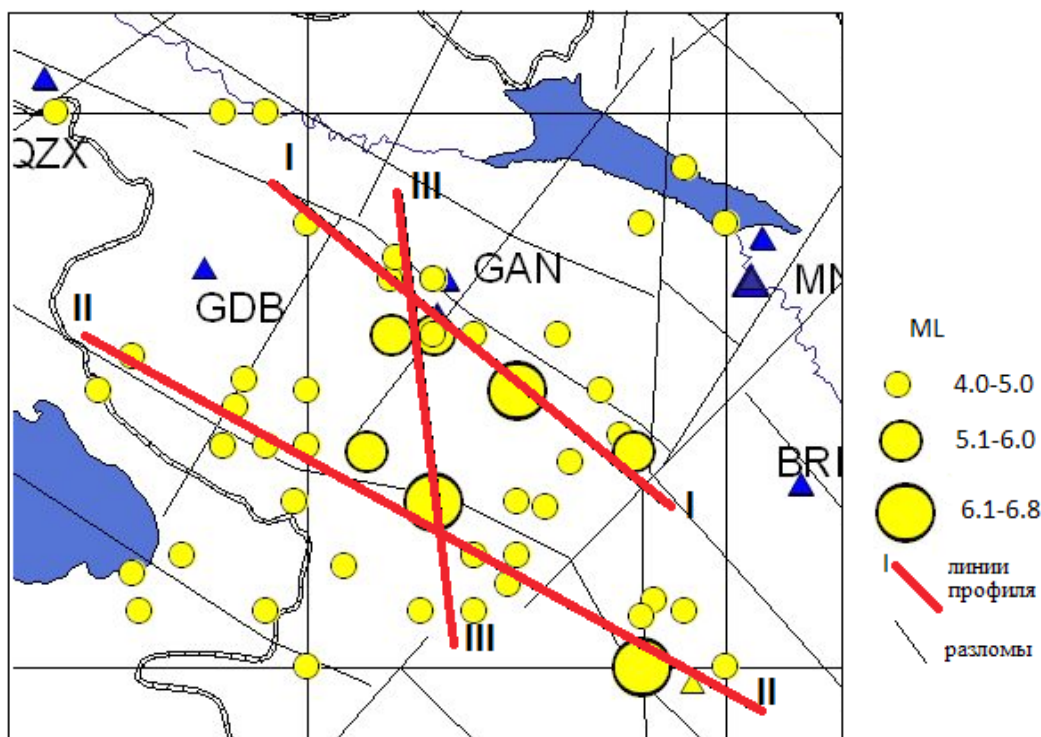 QZX
I
III
GAN
MN
GDB
II
ML
4.0-5.0
5.1-6.0
BRI
6.1-6.8
I
I
линии
профиля
III
разломы
II